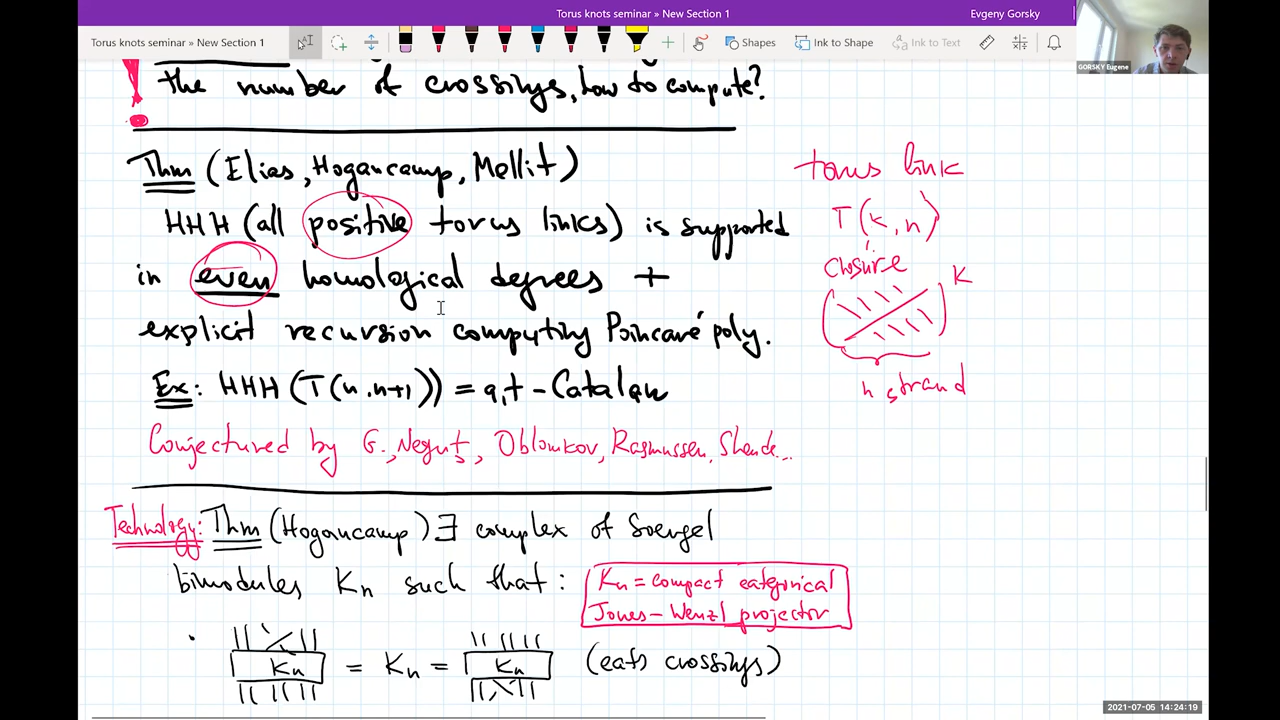 Torus knots seminar » New Section 1
Evgeny Gorsky
Torus knots seminar » New Section 1
Shapes
Ink to Shape
Ink to Text
GORSKY Eugene
the number of crossings, how to compute?
Thm (Elias, Hogancamp, Mellit)
HHH (all positive torus links) is supported
in even homological degrees +
explicit recursion computing Poincaré poly.
Ex: HHH (T(n,n+1)) = q,t - Catalan
Conjectured by G., Neguț, Oblomkov, Rasmussen, Shende...
torus link
T(k,n)
closure
k
n strand
Technology: Thm (Hogancamp) ∃ complex of Soergel
bimodules Kn such that:
Kn = compact categorical
Jones-Wenzl projector
Kn = Kn = Kn (eats crossings)
2021-07-05 14:24:19